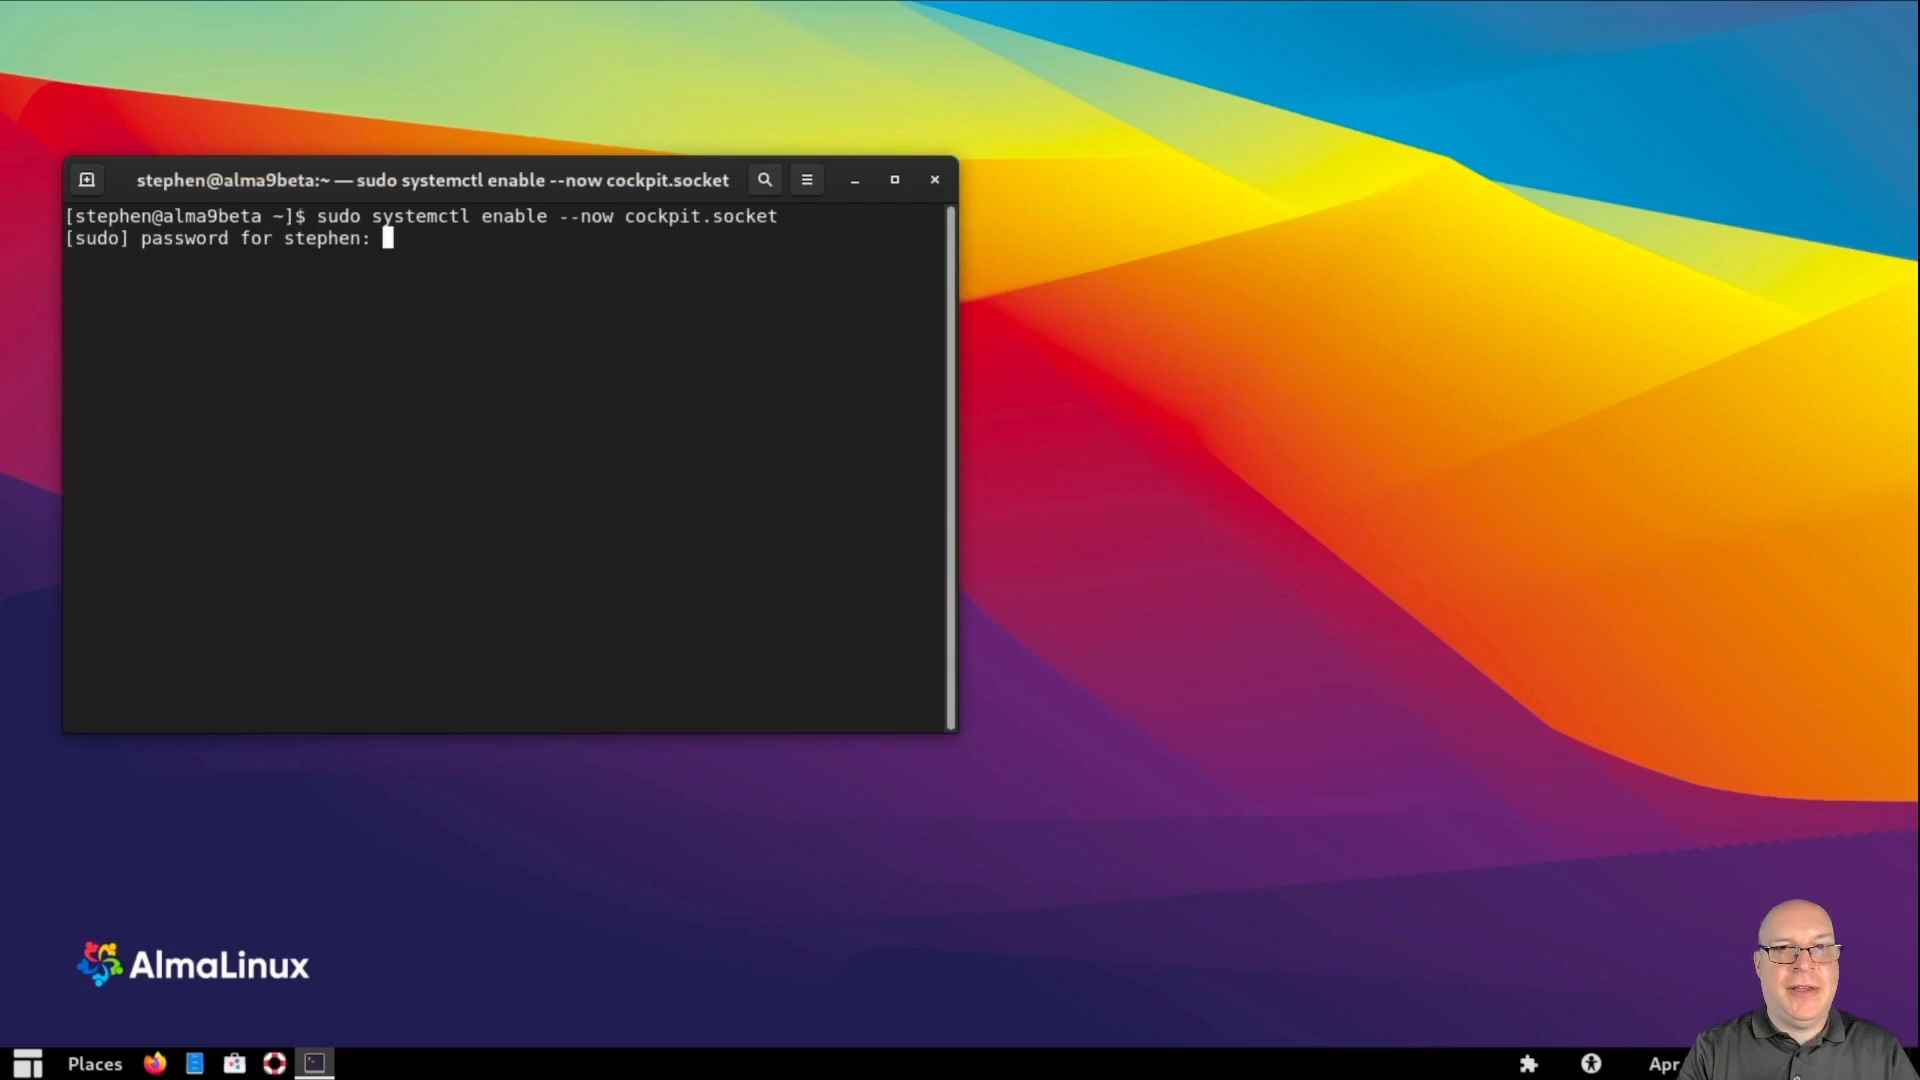 stephen@alma9beta:~ — sudo systemctl enable --now cockpit.socket
[stephen@alma9beta ~]$ sudo systemctl enable --now cockpit.socket
[sudo] password for stephen:
AlmaLinux
Places
Apr